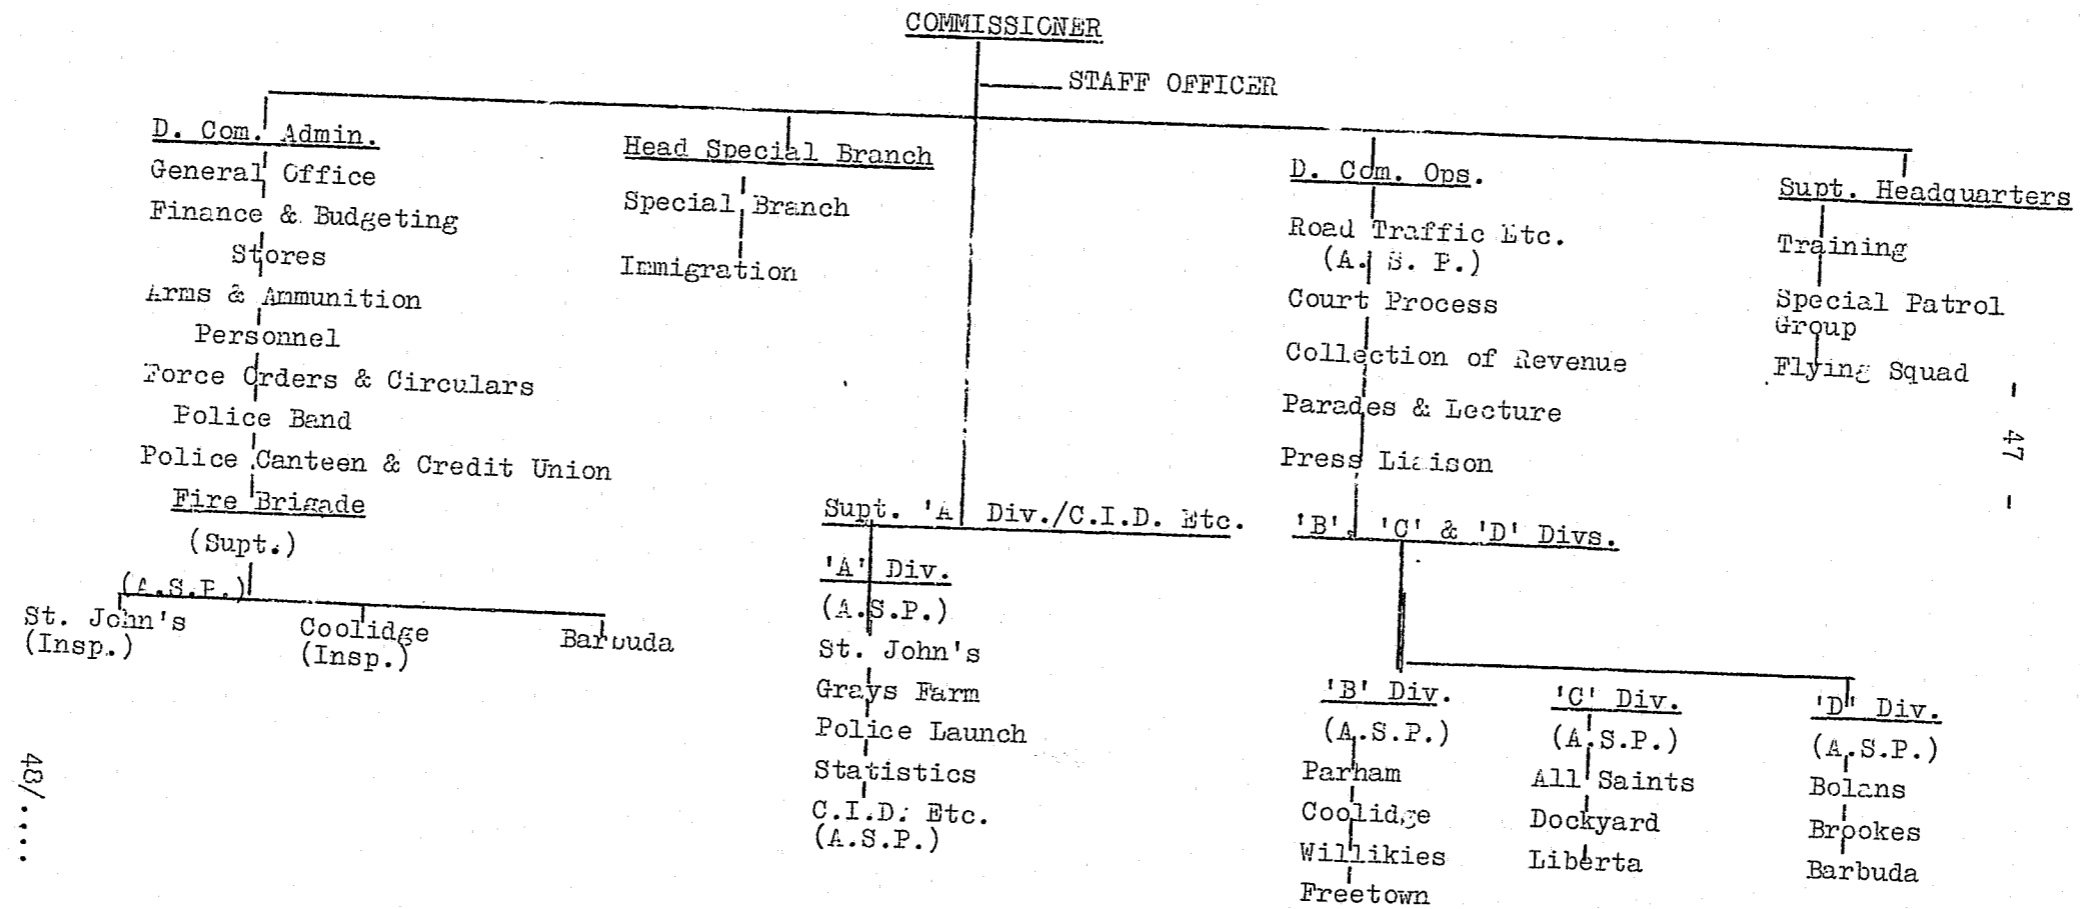 COMMISSIONER
STAFF OFFICER
D. Com. Admin.
General Office
Finance & Budgeting
Stores
Arms & Ammunition
Personnel
Force Orders & Circulars
Police Band
Police Canteen & Credit Union
Fire Brigade
(Supt.)
(A.S.P.)
St. John's
(Insp.)
Coolidge
(Insp.)
Barbuda
Head Special Branch
Special Branch
Immigration
Supt. 'A' Div./C.I.D. Etc.
'A' Div.
(A.S.P.)
St. John's
Grays Farm
Police Launch
Statistics
C.I.D. Etc.
(A.S.P.)
D. Com. Ops.
Road Traffic Etc.
(A. S. P.)
Court Process
Collection of Revenue
Parades & Lecture
Press Liaison
'B', 'C' & 'D' Divs.
'B' Div.
(A.S.P.)
Parham
Coolidge
Willikies
Freetown
'C' Div.
(A.S.P.)
All Saints
Dockyard
Liberta
'D' Div.
(A.S.P.)
Bolans
Brookes
Barbuda
Supt. Headquarters
Training
Special Patrol
Group
Flying Squad
- 47 -
48/....